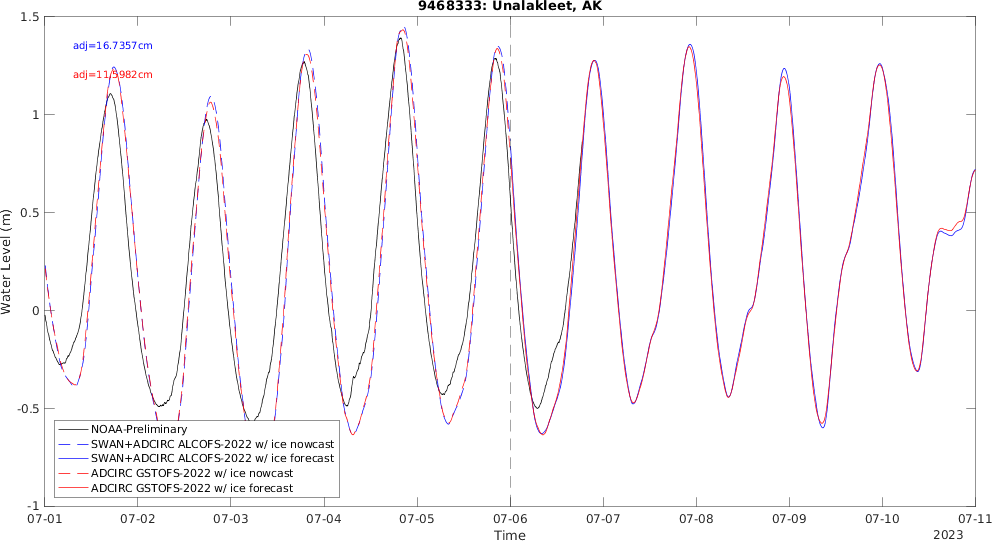 9468333: Unalakleet, AK
adj=16.7357cm
adj=11.5982cm
Water Level (m)
1.5
1
0.5
0
-0.5
-1
NOAA-Preliminary
SWAN+ADCIRC ALCOFS-2022 w/ ice nowcast
SWAN+ADCIRC ALCOFS-2022 w/ ice forecast
ADCIRC GSTOFS-2022 w/ ice nowcast
ADCIRC GSTOFS-2022 w/ ice forecast
07-01 07-02 07-03 07-04 07-05 07-06 07-07 07-08 07-09 07-10 07-11
Time
2023